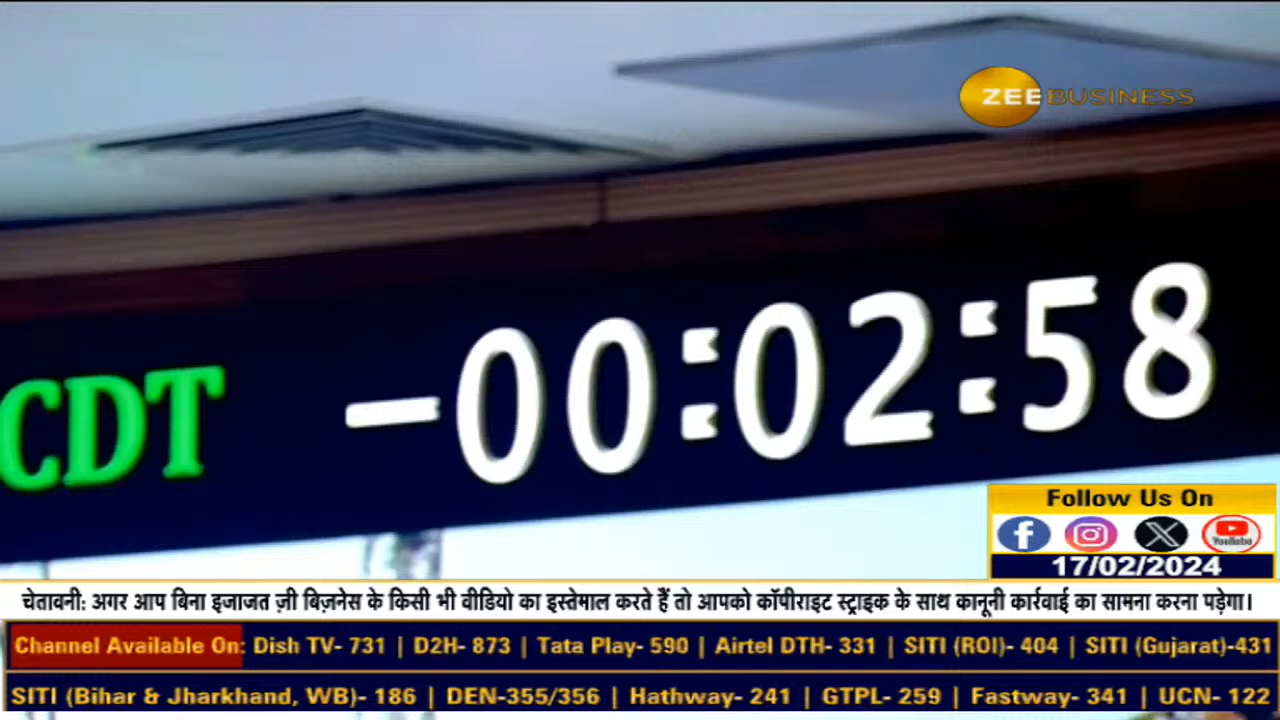 ZEE BUSINESS
CDT -00:02:58
Follow Us On
YouTube
17/02/2024
चेतावनी: अगर आप बिना इजाजत ज़ी बिज़नेस के किसी भी वीडियो का इस्तेमाल करते हैं तो आपको कॉपीराइट स्ट्राइक के साथ कानूनी कार्रवाई का सामना करना पड़ेगा।
Channel Available On: Dish TV- 731 | D2H- 873 | Tata Play- 590 | Airtel DTH- 331 | SITI (ROI)- 404 | SITI (Gujarat)-431
SITI (Bihar & Jharkhand, WB)- 186 | DEN-355/356 | Hathway- 241 | GTPL- 259 | Fastway- 341 | UCN- 122